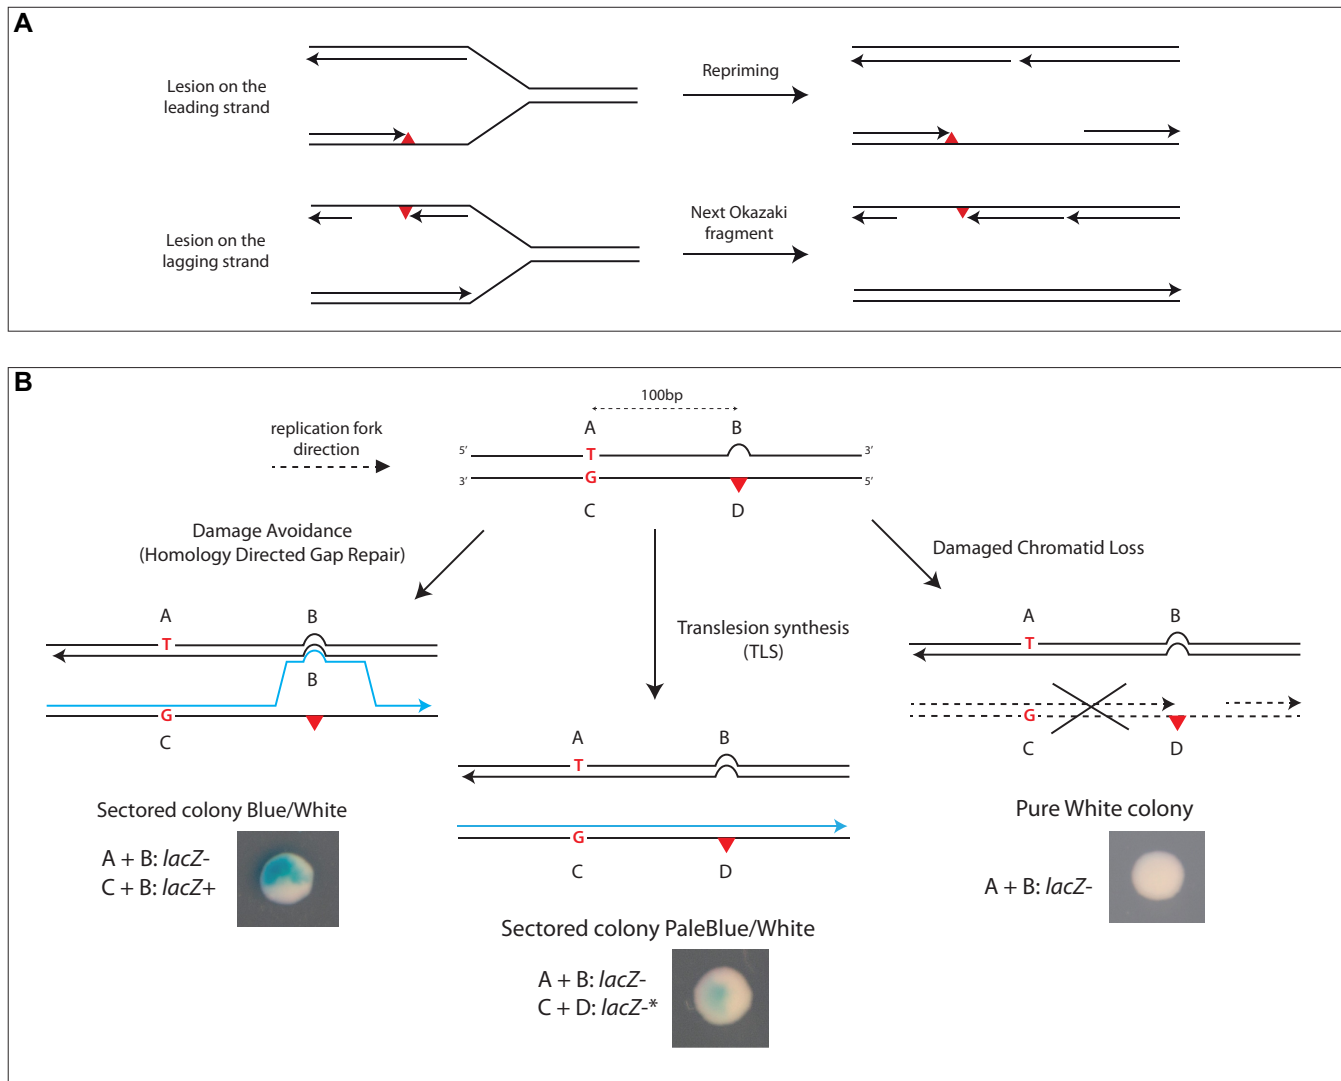 A
Lesion on the
leading strand
Repriming
Lesion on the
lagging strand
Next Okazaki
fragment
B
100bp
replication fork
direction
A
B
5'
T
3'
3'
G
5'
C
D
Damage Avoidance
(Homology Directed Gap Repair)
Translesion synthesis
(TLS)
Damaged Chromatid Loss
A
B
T
B
G
C
Sectored colony Blue/White
A + B: lacZ-
C + B: lacZ+
A
B
T
G
C
D
Sectored colony PaleBlue/White
A + B: lacZ-
C + D: lacZ-*
A
B
T
G
C
D
Pure White colony
A + B: lacZ-